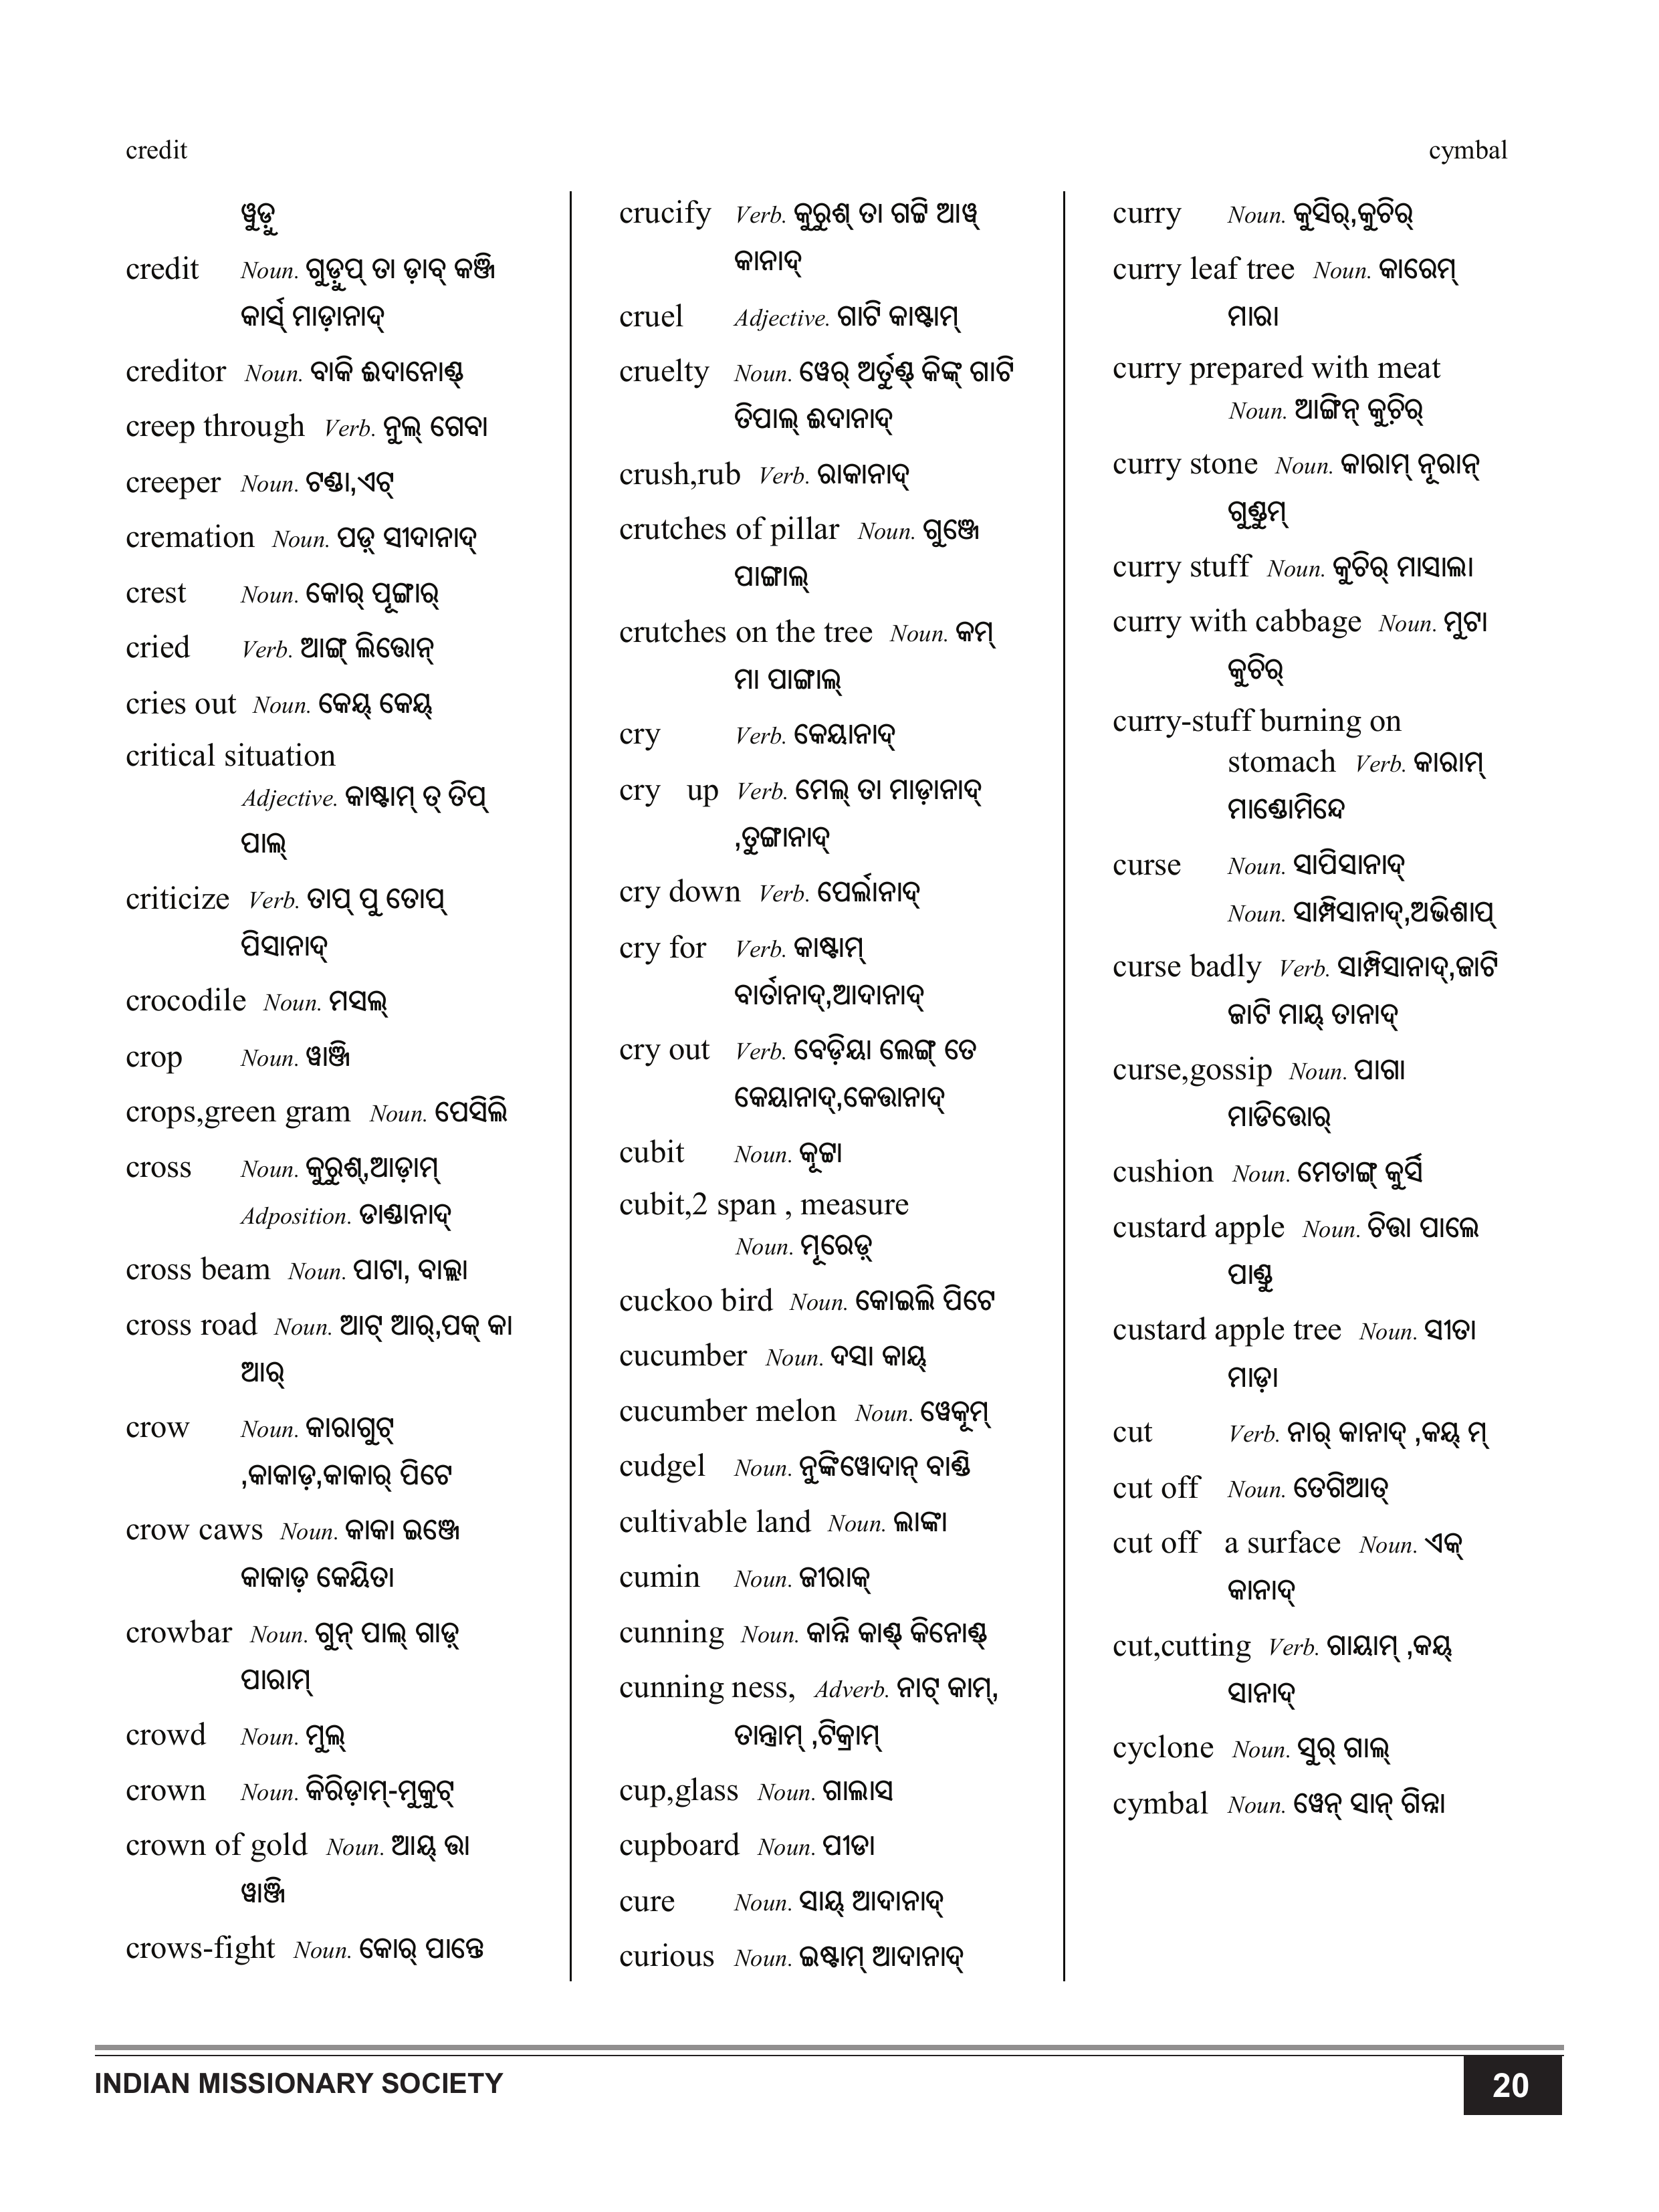 credit
cymbal
ୱୁଡ଼ୁ
credit Noun. ଗୁଡ଼ୁପ୍ ତା ଡ଼ାବ୍ କଞ୍ଜି
କାର୍ସ୍ ମାଡ଼ାନାଦ୍
creditor Noun. ବାକି ଈଦାନୋଣ୍ଡ୍
creep through Verb. ନୁଲ୍ ଗେବା
creeper Noun. ଟଣ୍ଡା,ଏଟ୍
cremation Noun. ପଡ଼୍ ସୀଦାନାଦ୍
crest Noun. କୋର୍ ପୂଙ୍ଗାର୍
cried Verb. ଆଙ୍ଗ୍ ଲିତ୍ତୋନ୍
cries out Noun. କେୟ୍ କେୟ୍
critical situation
Adjective. କାଷ୍ଟାମ୍ ତ୍ ତିପ୍
ପାଲ୍
criticize Verb. ତାପ୍ ପୁ ତୋପ୍
ପିସାନାଦ୍
crocodile Noun. ମସଲ୍
crop Noun. ୱାଞ୍ଜି
crops,green gram Noun. ପେସିଲି
cross Noun. କୁରୁଶ୍,ଆଡ଼ାମ୍
Adposition. ଡାଣ୍ଡାନାଦ୍
cross beam Noun. ପାଟା, ବାଲ୍ଲା
cross road Noun. ଆଟ୍ ଆର୍,ପକ୍ କା
ଆର୍
crow Noun. କାରାଗୁଟ୍
,କାକାଡ଼,କାକାର୍ ପିଟେ
crow caws Noun. କାକା ଇଞ୍ଜେ
କାକାଡ଼ କେୟିତା
crowbar Noun. ଗୁନ୍ ପାଲ୍ ଗାଡ଼୍
ପାରାମ୍
crowd Noun. ମୁଲ୍
crown Noun. କିରିଡ଼ାମ୍-ମୁକୁଟ୍
crown of gold Noun. ଆୟ୍ ତ୍ତା
ୱାଞ୍ଜି
crows-fight Noun. କୋର୍ ପାନ୍ତେ
crucify Verb. କୁରୁଶ୍ ତା ଗଟ୍ଟି ଆୱ୍
କାନାଦ୍
cruel Adjective. ଗାଟି କାଷ୍ଟାମ୍
cruelty Noun. ୱେର୍ ଅର୍ତୁଣ୍ଡ୍ କିଙ୍କ୍ ଗାଟି
ତିପାଲ୍ ଈଦାନାଦ୍
crush,rub Verb. ରାକାନାଦ୍
crutches of pillar Noun. ଗୁଞ୍ଜେ
ପାଙ୍ଗାଲ୍
crutches on the tree Noun. କମ୍
ମା ପାଙ୍ଗାଲ୍
cry Verb. କେୟାନାଦ୍
cry up Verb. ମେଲ୍ ତା ମାଡ଼ାନାଦ୍
,ତୁଙ୍ଗାନାଦ୍
cry down Verb. ପେର୍ଲାନାଦ୍
cry for Verb. କାଷ୍ଟାମ୍
ବାର୍ତାନାଦ୍,ଆଦାନାଦ୍
cry out Verb. ବେଡ଼ିୟା ଲେଙ୍ଗ୍ ତେ
କେୟାନାଦ୍,କେତ୍ତାନାଦ୍
cubit Noun. କୂଟ୍ଟା
cubit,2 span , measure
Noun. ମୂରେଡ଼୍
cuckoo bird Noun. କୋଇଲି ପିଟେ
cucumber Noun. ଦସା କାୟ୍
cucumber melon Noun. ୱେକୂମ୍
cudgel Noun. ନୁଙ୍କିୱୋଦାନ୍ ବାଣ୍ଡି
cultivable land Noun. ଲାଙ୍କା
cumin Noun. ଜୀରାକ୍
cunning Noun. କାନ୍ନି କାଣ୍ଡ୍ କିନୋଣ୍ଡ୍
cunning ness, Adverb. ନାଟ୍ କାମ୍,
ତାନ୍ତ୍ରାମ୍ ,ଟିକ୍ରାମ୍
cup,glass Noun. ଗାଲାସ
cupboard Noun. ପୀଡା
cure Noun. ସାୟ୍ ଆଦାନାଦ୍
curious Noun. ଇଷ୍ଟାମ୍ ଆଦାନାଦ୍
curry Noun. କୁସିର୍,କୁଚିର୍
curry leaf tree Noun. କାରେମ୍
ମାରା
curry prepared with meat
Noun. ଆଙ୍ଗିନ୍ କୁଚ଼ିର୍
curry stone Noun. କାରାମ୍ ନୂରାନ୍
ଗୁଣ୍ଡୁମ୍
curry stuff Noun. କୁଚିର୍ ମାସାଲା
curry with cabbage Noun. ମୁଟା
କୁଚିର୍
curry-stuff burning on
stomach Verb. କାରାମ୍
ମାଣ୍ଡୋମିନ୍ଦେ
curse Noun. ସାପିସାନାଦ୍
Noun. ସାମ୍ପିସାନାଦ୍,ଅଭିଶାପ୍
curse badly Verb. ସାମ୍ପିସାନାଦ୍,ଜାଟି
ଜାଟି ମାୟ୍ ତାନାଦ୍
curse,gossip Noun. ପାଗା
ମାଡିତ୍ତୋର୍
cushion Noun. ମେତାଙ୍ଗ୍ କୁର୍ସି
custard apple Noun. ଚିତ୍ତା ପାଲେ
ପାଣ୍ଡୁ
custard apple tree Noun. ସୀତା
ମାଡ଼ା
cut Verb. ନାର୍ କାନାଦ୍ ,କୟ୍ ମ୍
cut off Noun. ତେଗିଆତ୍
cut off a surface Noun. ଏକ୍
କାନାଦ୍
cut,cutting Verb. ଗାୟାମ୍ ,କୟ୍
ସାନାଦ୍
cyclone Noun. ସୁର୍ ଗାଲ୍
cymbal Noun. ୱେନ୍ ସାନ୍ ଗିନ୍ନା
INDIAN MISSIONARY SOCIETY
20